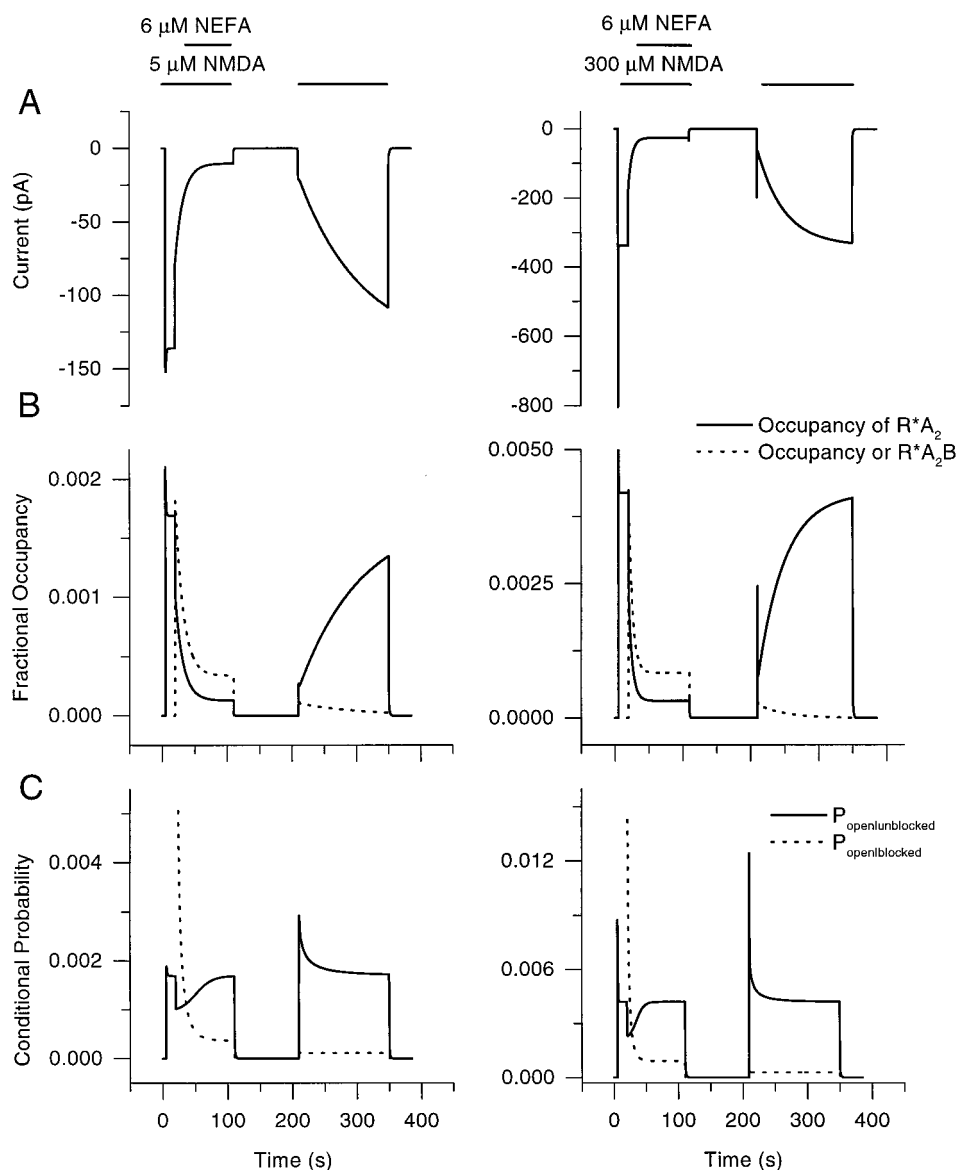 6 μM NEFA
5 μM NMDA
6 μM NEFA
300 μM NMDA
A
Current (pA)
0
-50
-100
-150
0
-200
-400
-600
-800
B
Fractional Occupancy
0.002
0.001
0.000
Occupancy of R*A₂
Occupancy or R*A₂B
0.0050
0.0025
0.0000
C
Conditional Probability
0.004
0.002
0.000
P open|unblocked
P open|blocked
0.012
0.006
0.000
0 100 200 300 400
Time (s)
0 100 200 300 400
Time (s)